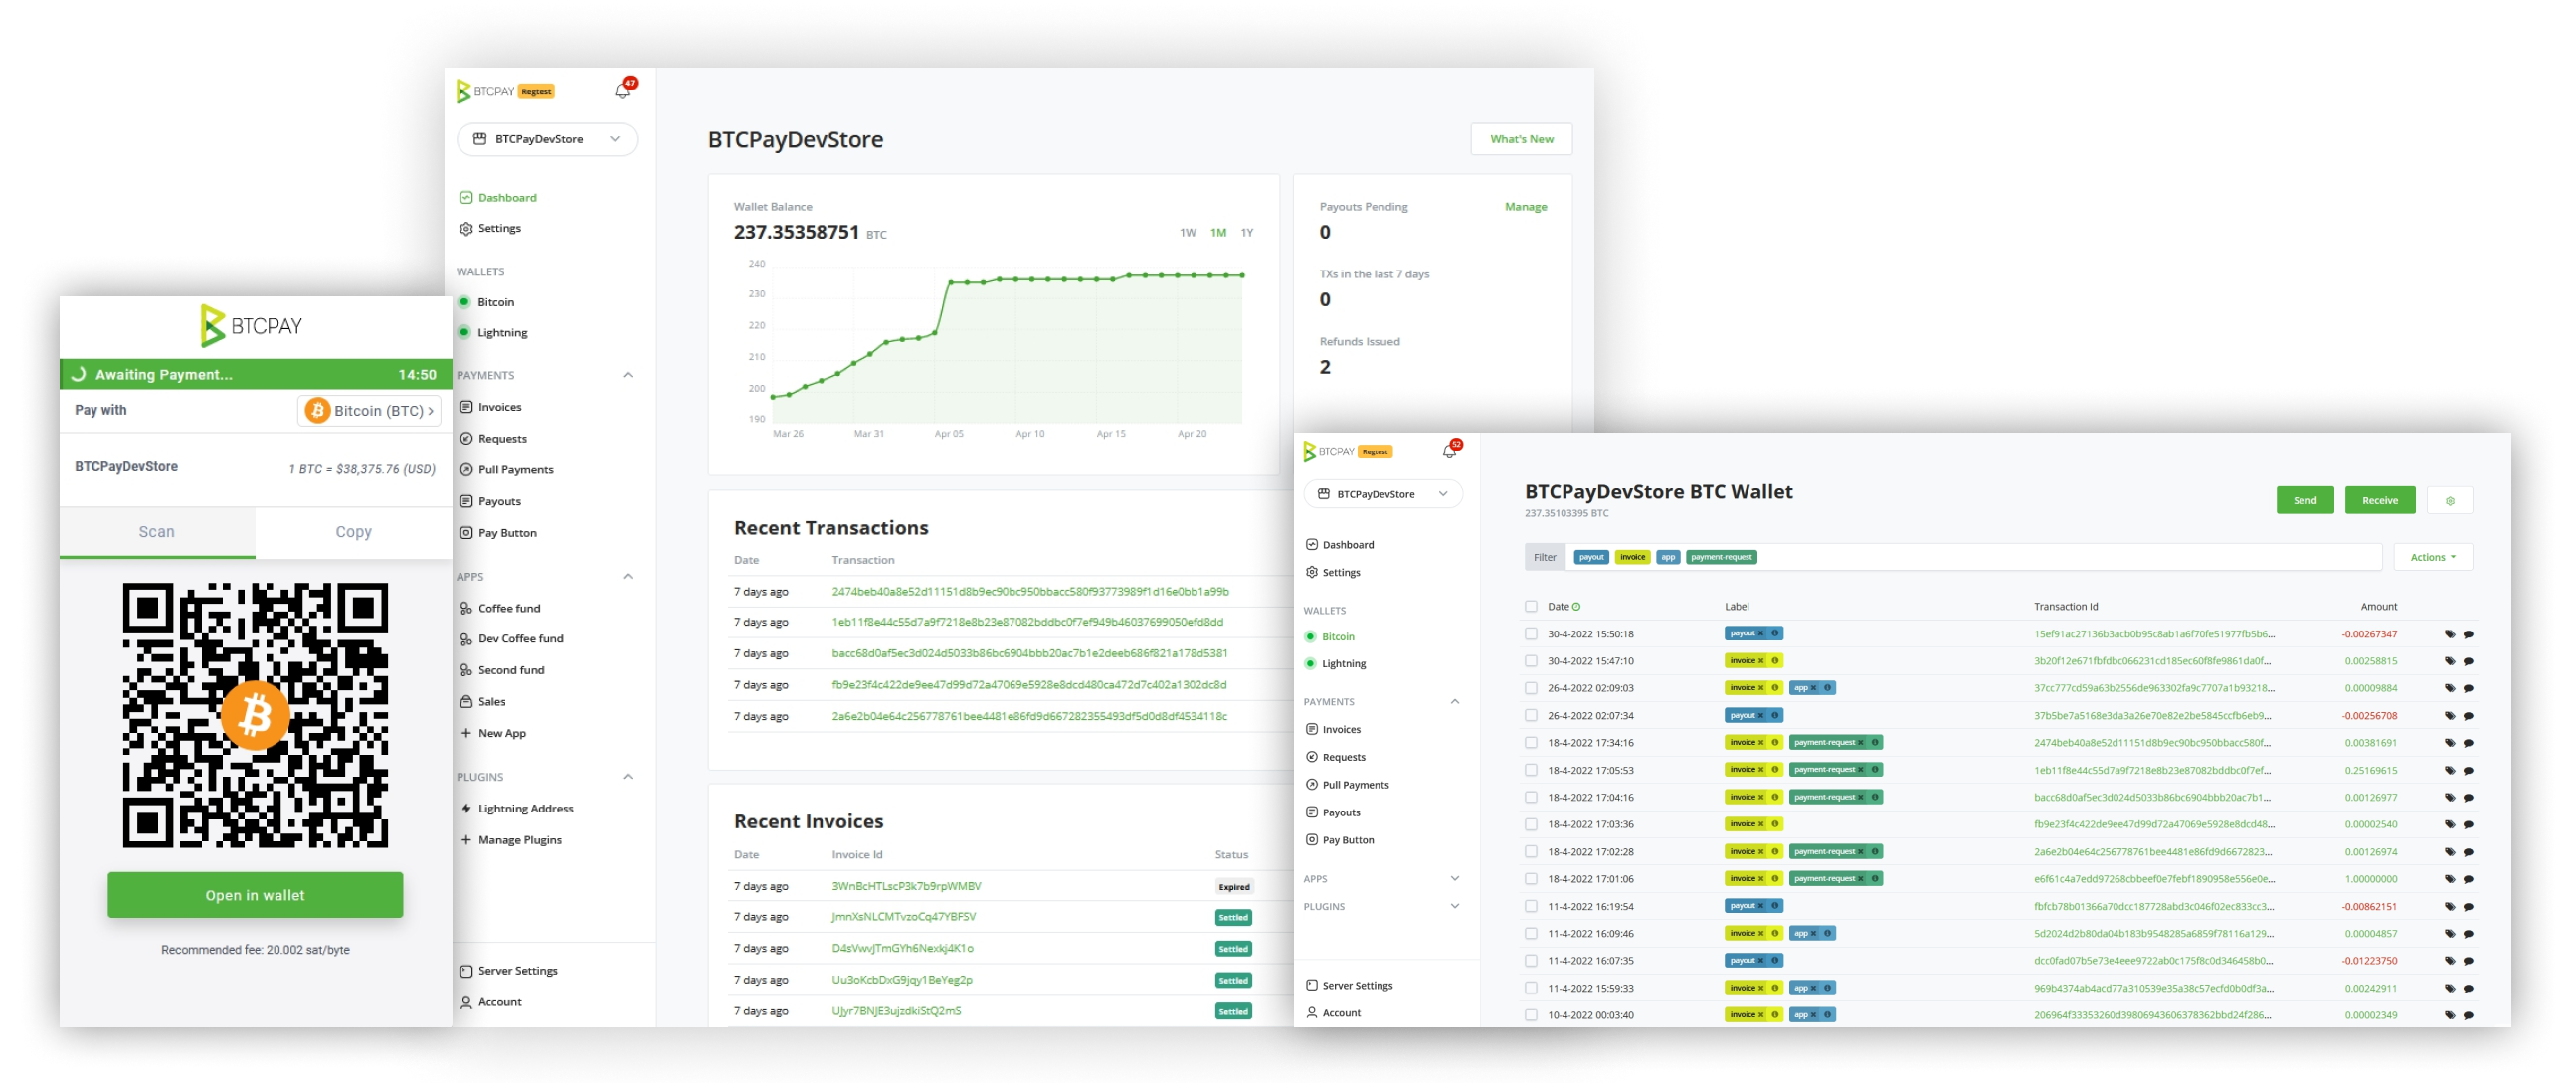 BTCPAY
Awaiting Payment... 14:50
Pay with Bitcoin (BTC)
BTCPayDevStore 1 BTC = $38,375.76 (USD)
Scan Copy
Open in wallet
Recommended fee: 20.002 sat/byte
BTCPAY Regtest 47
BTCPayDevStore
Dashboard
Settings
WALLETS
Bitcoin
Lightning
PAYMENTS
Invoices
Requests
Pull Payments
Payouts
Pay Button
APPS
Coffee fund
Dev Coffee fund
Second fund
Sales
New App
PLUGINS
Lightning Address
Manage Plugins
Server Settings
Account
BTCPayDevStore What's New
Wallet Balance
237.35358751 BTC 1W 1M 1Y
240
230
220
210
200
190
Mar 26 Mar 31 Apr 05 Apr 10 Apr 15 Apr 20
Payouts Pending Manage
0
TXs in the last 7 days
0
Refunds Issued
2
Recent Transactions
Date Transaction
7 days ago 2474beb40a8e52d11151d8b9ec90bc950bbacc580f93773989f1d16e0bb1a99b
7 days ago 1eb11f8e44c55d7a9f7218e8b23e87082bddbc0f7ef949b46037699050efd8dd
7 days ago bacc68d0af5ec3d024d5033b86bc6904bbb20ac7b1e2deeb686f821a178d5381
7 days ago fb9e23f4c422de9ee47d99d72a47069e5928e8dcd480ca472d7c402a1302dc8d
7 days ago 2a6e2b04e64c256778761bee4481e86fd9d667282355493df5d0d8df4534118c
Recent Invoices
Date Invoice Id Status
7 days ago 3WnBcHTLscP3k7b9rpWMBV Expired
7 days ago JmnXsNLCMTvzoCq47YBFSV Settled
7 days ago D4sVwvJTmGYh6Nexkj4K1o Settled
7 days ago Uu3oKcbDxG9jqy1BeYeg2p Settled
7 days ago UJyr7BNJE3ujzdkiStQ2mS Settled
BTCPAY Regtest 52
BTCPayDevStore
Dashboard
Settings
WALLETS
Bitcoin
Lightning
PAYMENTS
Invoices
Requests
Pull Payments
Payouts
Pay Button
APPS
PLUGINS
Server Settings
Account
BTCPayDevStore BTC Wallet
237.35103395 BTC
Send Receive
Filter payout invoice app payment-request Actions
Date Label Transaction Id Amount
30-4-2022 15:50:18 payout 15ef91ac27136b3acb0b95c8ab1a6f70fe51977fb5b6... -0.00267347
30-4-2022 15:47:10 invoice 3b20f12e671fbfdbc066231cd185ec60f8fe9861da0f... 0.00258815
26-4-2022 02:09:03 invoice app 37cc777cd59a63b2556de963302fa9c7707a1b93218... 0.00009884
26-4-2022 02:07:34 payout 37b5be7a5168e3da3a26e70e82e2be5845ccfb6eb9... -0.00256708
18-4-2022 17:34:16 invoice payment-request 2474beb40a8e52d11151d8b9ec90bc950bbacc580f... 0.00381691
18-4-2022 17:05:53 invoice payment-request 1eb11f8e44c55d7a9f7218e8b23e87082bddbc0f7ef... 0.25169615
18-4-2022 17:04:16 invoice payment-request bacc68d0af5ec3d024d5033b86bc6904bbb20ac7b1... 0.00126977
18-4-2022 17:03:36 invoice fb9e23f4c422de9ee47d99d72a47069e5928e8dcd48... 0.00002540
18-4-2022 17:02:28 invoice payment-request 2a6e2b04e64c256778761bee4481e86fd9d6672823... 0.00126974
18-4-2022 17:01:06 invoice payment-request e6f61c4a7edd97268cbbeef0e7febf1890958e556e0e... 1.00000000
11-4-2022 16:19:54 payout fbfcb78b01366a70dcc187728abd3c046f02ec833cc3... -0.00862151
11-4-2022 16:09:46 invoice app 5d2024d2b80da04b183b9548285a6859f78116a129... 0.00004857
11-4-2022 16:07:35 payout dcc0fad07b5e73e4eee9722ab0c175f8c0d346458b0... -0.01223750
11-4-2022 15:59:33 invoice app 969b4374ab4acd77a310539e35a38c57ecfd0b0df3a... 0.00242911
10-4-2022 00:03:40 invoice app 206964f33353260d39806943606378362bbd24f286... 0.00002349